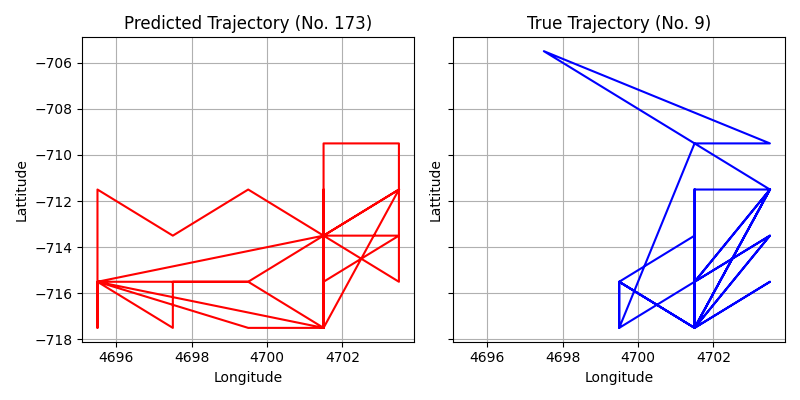 Predicted Trajectory (No. 173)
True Trajectory (No. 9)
Lattitude
−706
−708
−710
−712
−714
−716
−718
4696
4698
4700
4702
Longitude
Lattitude
4696
4698
4700
4702
Longitude